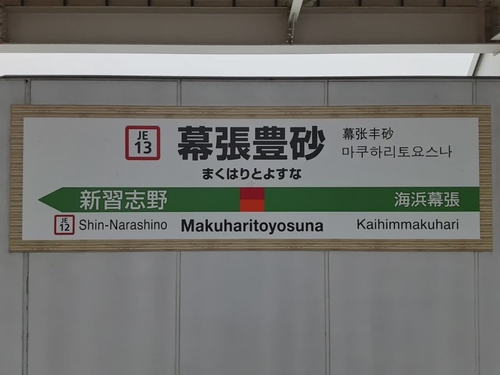 JE
13
幕張豊砂
まくはりとよすな
幕张丰砂
마쿠하리토요스나
新習志野
海浜幕張
JE
12
Shin-Narashino
Makuharitoyosuna
Kaihimmakuhari